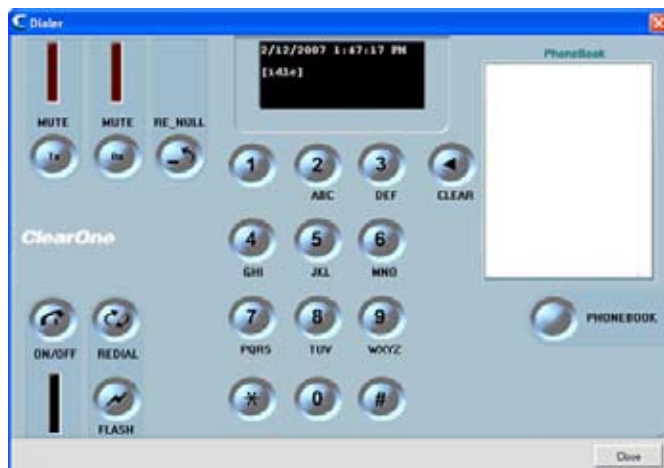 Dialer
2/12/2007 1:47:17 PM
[idle]
PhoneBook
MUTE MUTE RE_NULL
Tx Rx
1 2 3
ABC DEF CLEAR
ClearOne
4 5 6
GHI JKL MNO
7 8 9
PHONEBOOK
ON/OFF REDIAL PQRS TUV WXYZ
* 0 #
FLASH
Close